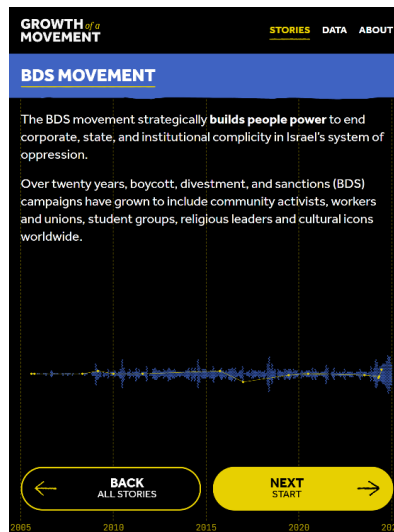 GROWTH of a
MOVEMENT
STORIES DATA ABOUT
BDS MOVEMENT
The BDS movement strategically builds people power to end
corporate, state, and institutional complicity in Israel's system of
oppression.
Over twenty years, boycott, divestment, and sanctions (BDS)
campaigns have grown to include community activists, workers
and unions, student groups, religious leaders and cultural icons
worldwide.
BACK
ALL STORIES
NEXT
START
2005 2010 2015 2020